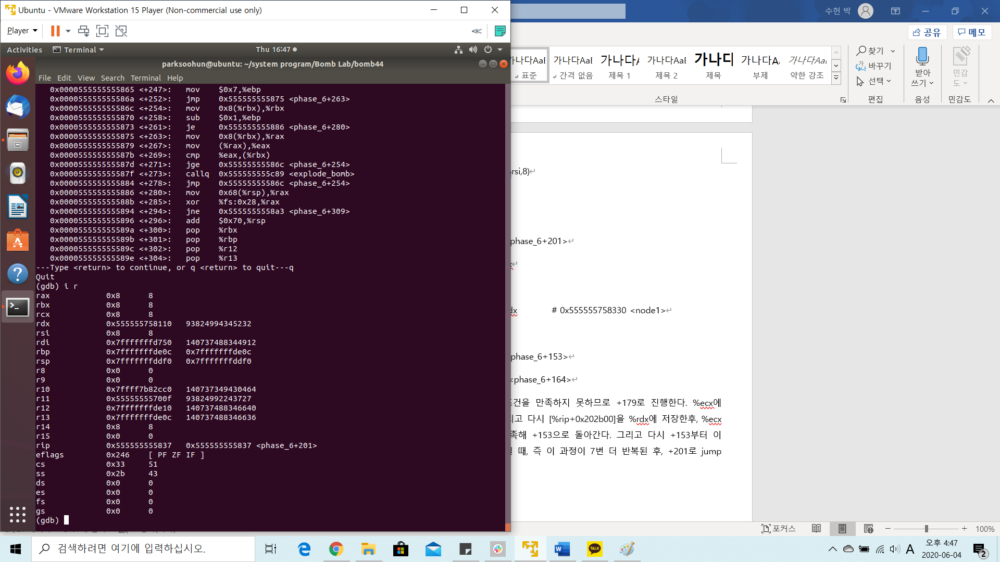 Ubuntu - VMware Workstation 15 Player (Non-commercial use only)
Player
Activities Terminal Thu 16:47
parksoohun@ubuntu: ~/system program/Bomb Lab/bomb44
File Edit View Search Terminal Help
0x0000555555555865 <+247>: mov $0x7,%ebp
0x000055555555586a <+252>: jmp 0x555555555875 <phase_6+263>
0x000055555555586c <+254>: mov 0x8(%rbx),%rbx
0x0000555555555870 <+258>: sub $0x1,%ebp
0x0000555555555873 <+261>: je 0x555555555886 <phase_6+280>
0x0000555555555875 <+263>: mov 0x8(%rbx),%rax
0x0000555555555879 <+267>: mov (%rax),%eax
0x000055555555587b <+269>: cmp %eax,(%rbx)
0x000055555555587d <+271>: jge 0x55555555586c <phase_6+254>
0x000055555555587f <+273>: callq 0x555555555c89 <explode_bomb>
0x0000555555555884 <+278>: jmp 0x55555555586c <phase_6+254>
0x0000555555555886 <+280>: mov 0x68(%rsp),%rax
0x000055555555588b <+285>: xor %fs:0x28,%rax
0x0000555555555894 <+294>: jne 0x5555555558a3 <phase_6+309>
0x0000555555555896 <+296>: add $0x70,%rsp
0x000055555555589a <+300>: pop %rbx
0x000055555555589b <+301>: pop %rbp
0x000055555555589c <+302>: pop %r12
0x000055555555589e <+304>: pop %r13
---Type <return> to continue, or q <return> to quit---q
Quit
(gdb) i r
rax 0x8 8
rbx 0x8 8
rcx 0x8 8
rdx 0x555555758110 93824994345232
rsi 0x8 8
rdi 0x7fffffffd750 140737488344912
rbp 0x7fffffffde0c 0x7fffffffde0c
rsp 0x7fffffffddf0 0x7fffffffddf0
r8 0x0 0
r9 0x0 0
r10 0x7ffff7b82cc0 140737349430464
r11 0x55555555700f 93824992243727
r12 0x7fffffffde10 140737488346640
r13 0x7fffffffde0c 140737488346636
r14 0x8 8
r15 0x0 0
rip 0x555555555837 0x555555555837 <phase_6+201>
eflags 0x246 [ PF ZF IF ]
cs 0x33 51
ss 0x2b 43
ds 0x0 0
es 0x0 0
fs 0x0 0
gs 0x0 0
(gdb)
수헌 박
공유 메모
가나다AaB 가나다AaB 가나다A 가나다AaB 가나다 가나다Aa 가나다AaB
표준 간격 없음 제목 1 제목 2 제목 부제 약한 강조
스타일
찾기
바꾸기
선택
편집
받아쓰기
음성
민감도
민감도
rsi,8)
phase_6+201>
x
dx # 0x555555758330 <node1>
phase_6+153>
<phase_6+164>
조건을 만족하지 못하므로 +179로 진행한다. %ecx에
리고 다시 [%rip+0x202b00]을 %rdx에 저장한후, %ecx
족해 +153으로 돌아간다. 그리고 다시 +153부터 이
때, 즉 이 과정이 7번 더 반복된 후, +201로 jump
포커스 100%
검색하려면 여기에 입력하십시오.
TALK
A
오후 4:47
2020-06-04
2